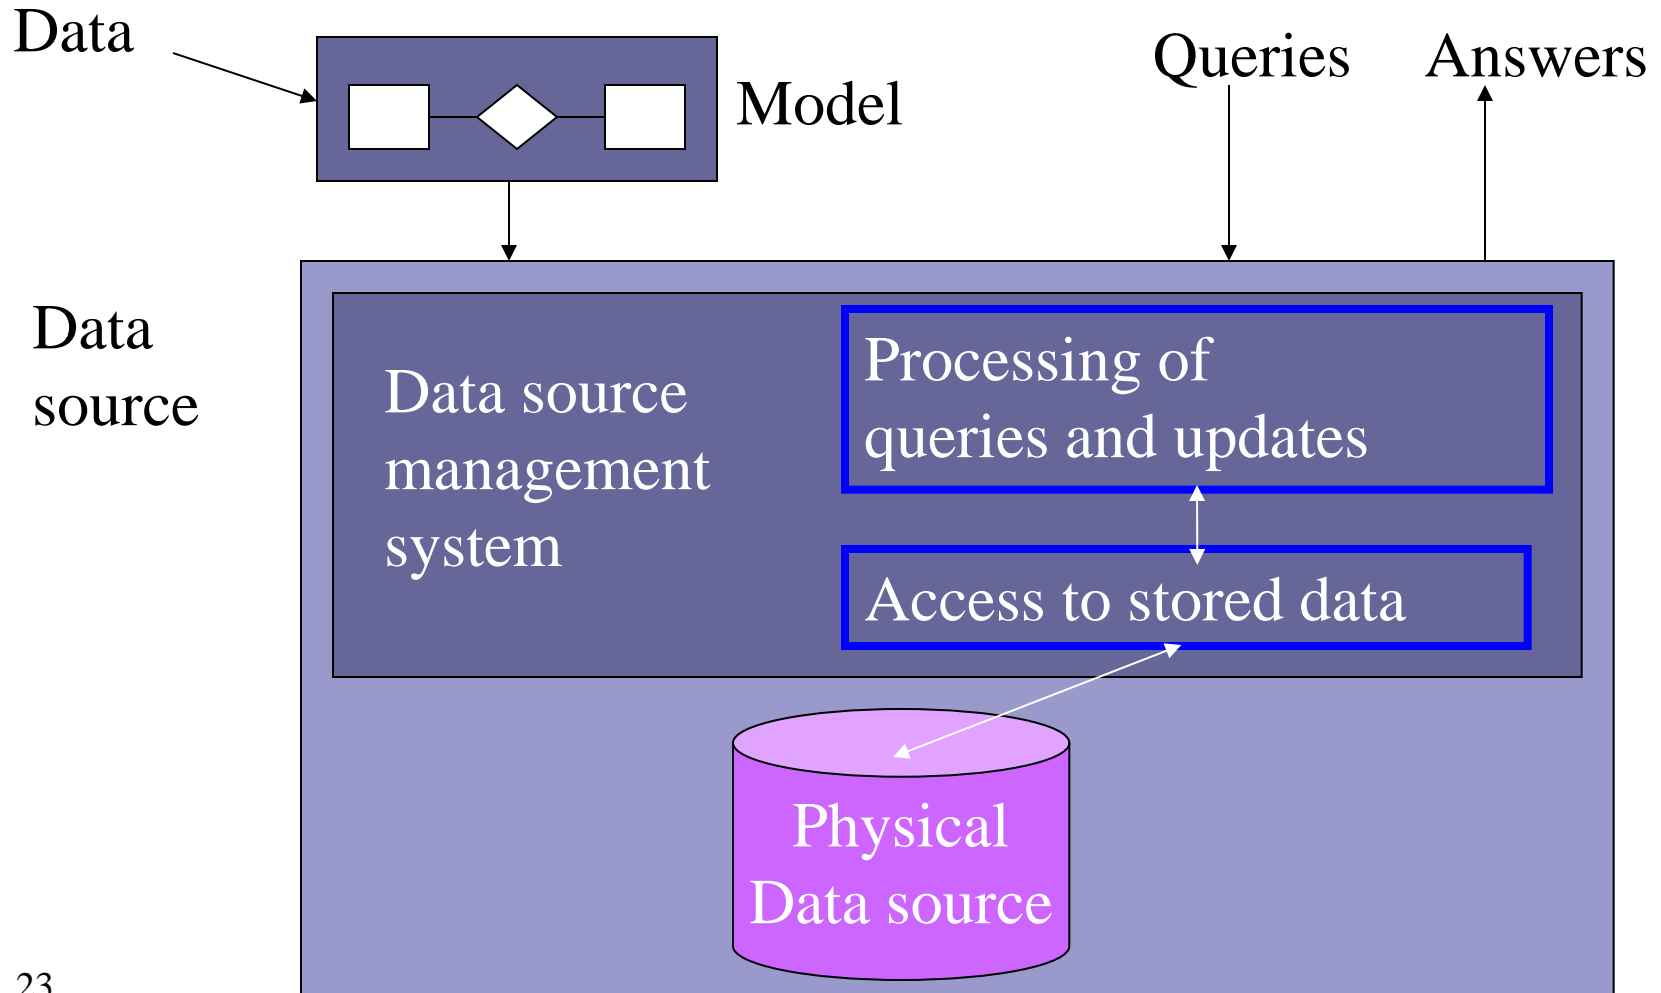 Data
Model
Queries
Answers
Data
source
Data source
management
system
Processing of
queries and updates
Access to stored data
Physical
Data source
23